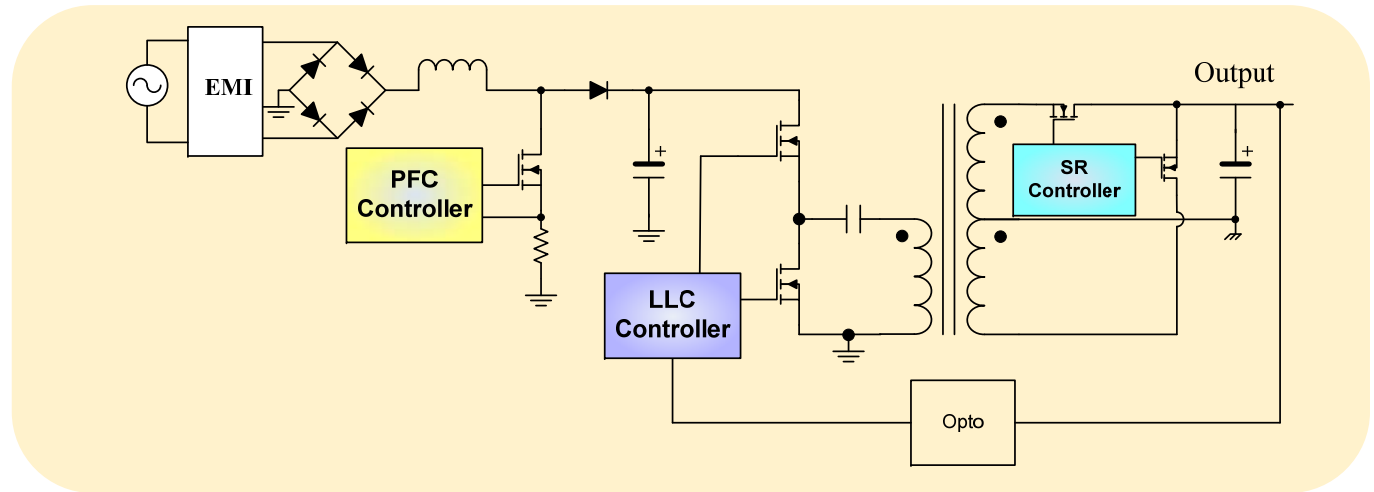 Output
EMI
PFC
Controller
SR
Controller
+
+
LLC
Controller
Opto